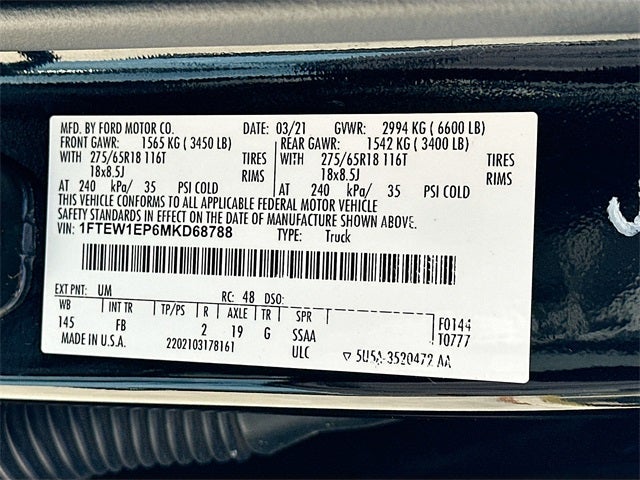 MFD. BY FORD MOTOR CO. DATE: 03/21 GVWR: 2994 KG ( 6600 LB)
FRONT GAWR: 1565 KG ( 3450 LB) REAR GAWR: 1542 KG ( 3400 LB)
WITH 275/65R18 116T TIRES WITH 275/65R18 116T TIRES
18x8.5J RIMS 18x8.5J RIMS
AT 240 kPa/ 35 PSI COLD AT 240 kPa/ 35 PSI COLD
THIS VEHICLE CONFORMS TO ALL APPLICABLE FEDERAL MOTOR VEHICLE
SAFETY STANDARDS IN EFFECT ON THE DATE OF MANUFACTURE SHOWN ABOVE.
VIN: 1FTEW1EP6MKD68788 TYPE: Truck
EXT PNT: UM RC: 48 DSO:
WB INT TR TP/PS R AXLE TR SPR
145 FB 2 19 G SSAA F0144
MADE IN U.S.A. 2202103178161 ULC T0777
5U5A-3520472 AA